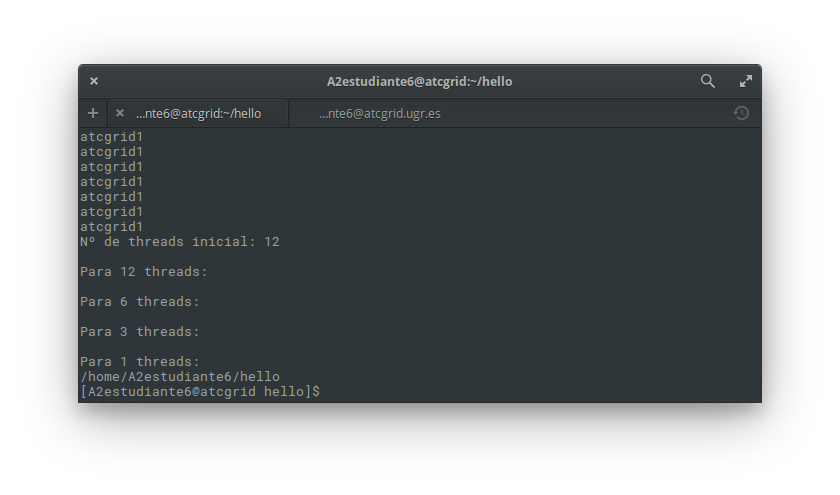 A2estudiante6@atcgrid:~/hello
...nte6@atcgrid:~/hello ...nte6@atcgrid.ugr.es
atcgrid1
atcgrid1
atcgrid1
atcgrid1
atcgrid1
atcgrid1
atcgrid1
Nº de threads inicial: 12
Para 12 threads:
Para 6 threads:
Para 3 threads:
Para 1 threads:
/home/A2estudiante6/hello
[A2estudiante6@atcgrid hello]$